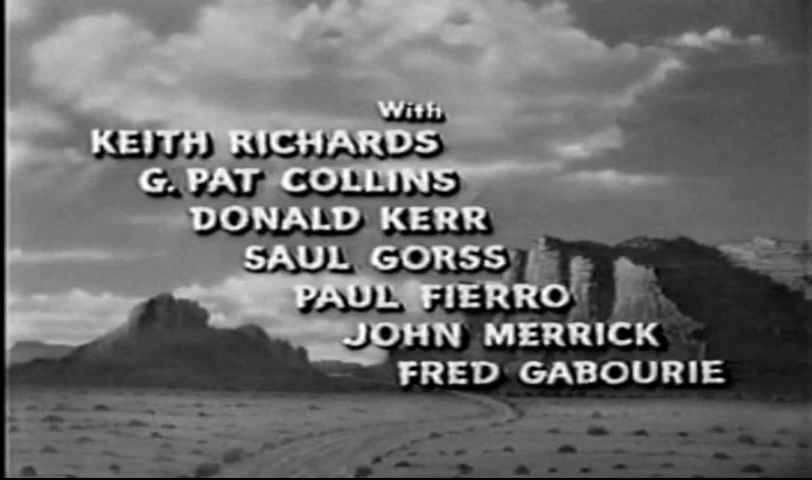 With
KEITH RICHARDS
G. PAT COLLINS
DONALD KERR
SAUL GORSS
PAUL FIERRO
JOHN MERRICK
FRED GABOURIE